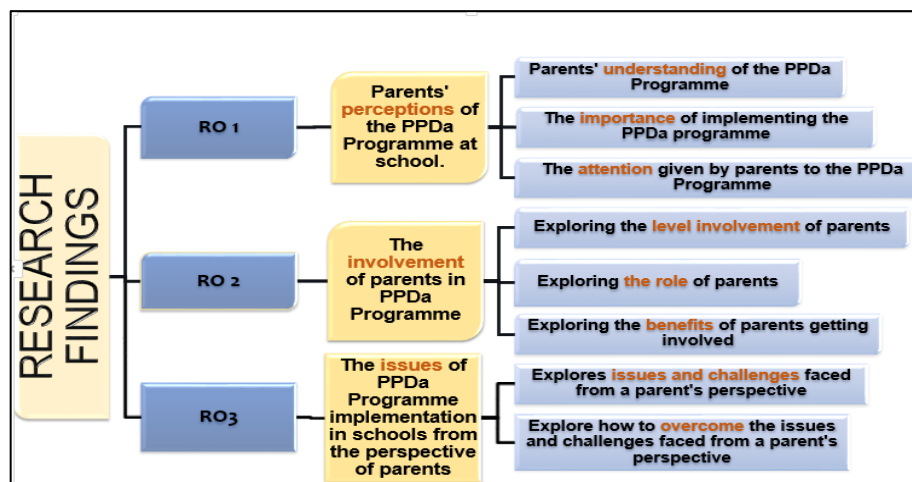 RESEARCH
FINDINGS
RO 1
Parents'
perceptions of
the PPDa
Programme at
school.
Parents' understanding of the PPDa
Programme
The importance of implementing the
PPDa programme
The attention given by parents to the PPDa
Programme
RO 2
The
involvement
of parents in
PPDa
Programme
Exploring the level involvement of parents
Exploring the role of parents
Exploring the benefits of parents getting
involved
RO3
The issues of
PPDa
Programme
implementation
in schools from
the perspective
of parents
Explores issues and challenges faced
from a parent's perspective
Explore how to overcome the issues
and challenges faced from a parent's
perspective